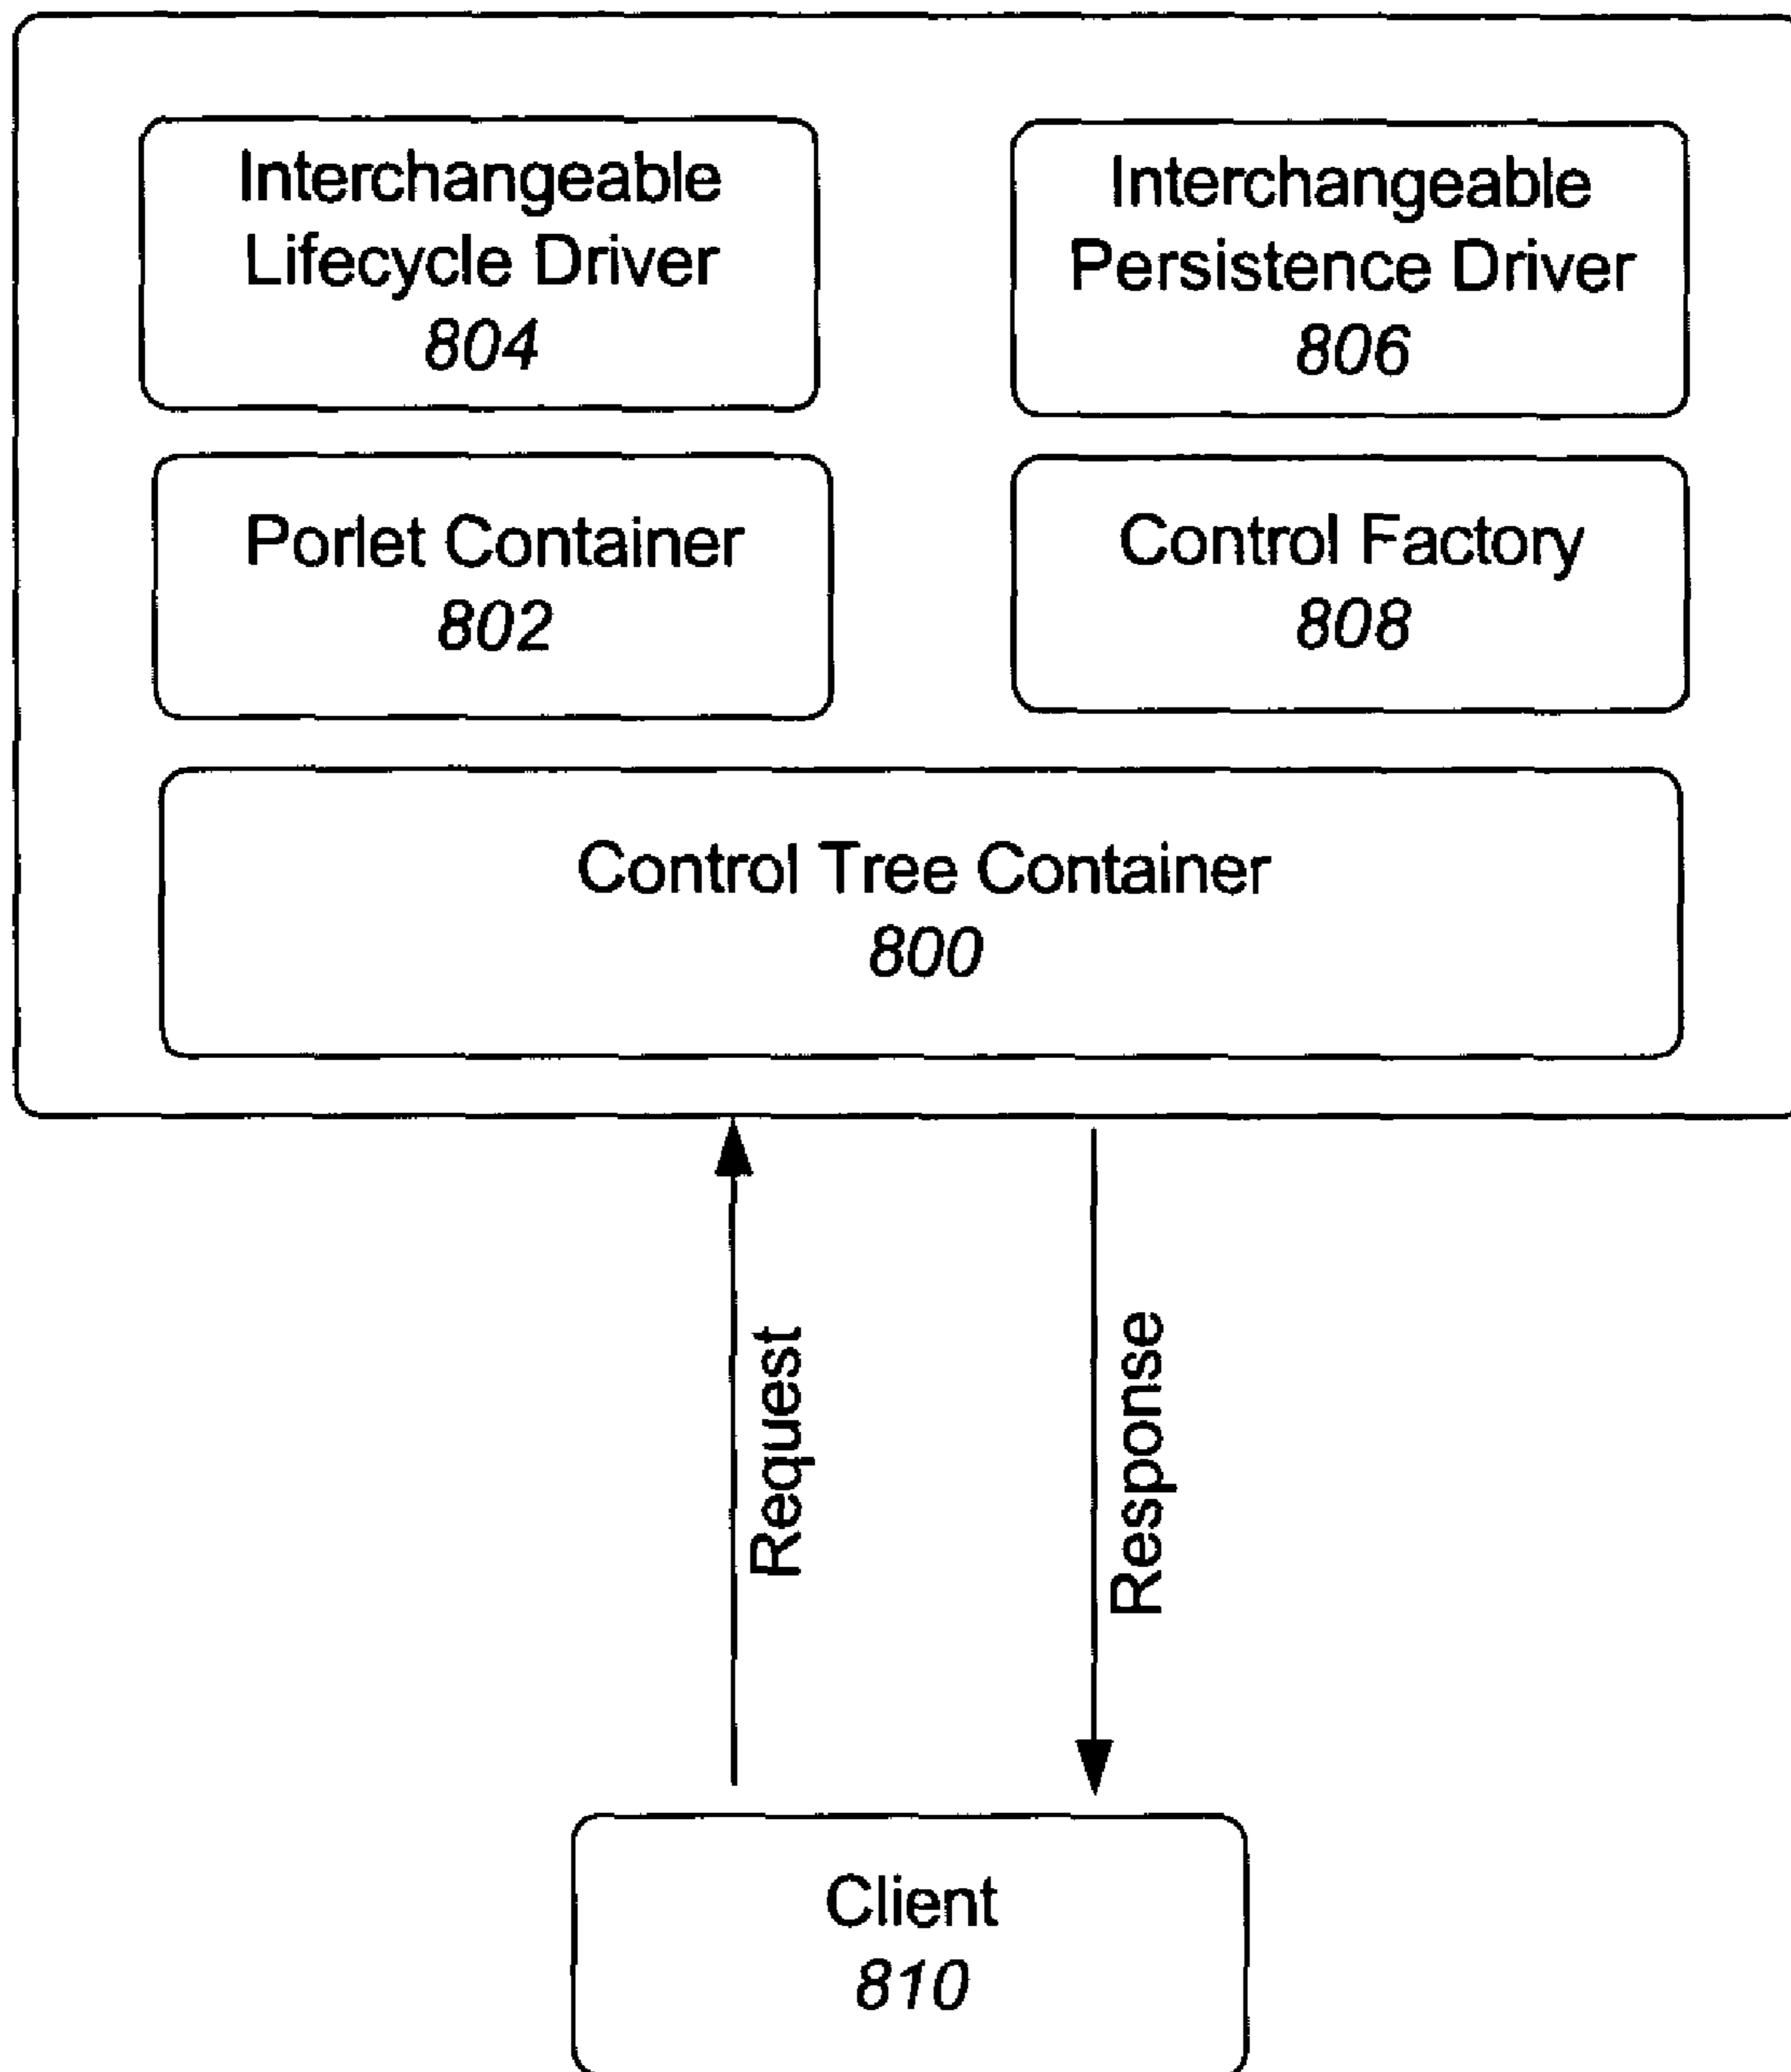 Interchangeable
Lifecycle Driver
804
Interchangeable
Persistence Driver
806
Porlet Container
802
Control Factory
808
Control Tree Container
800
Request
Response
Client
810